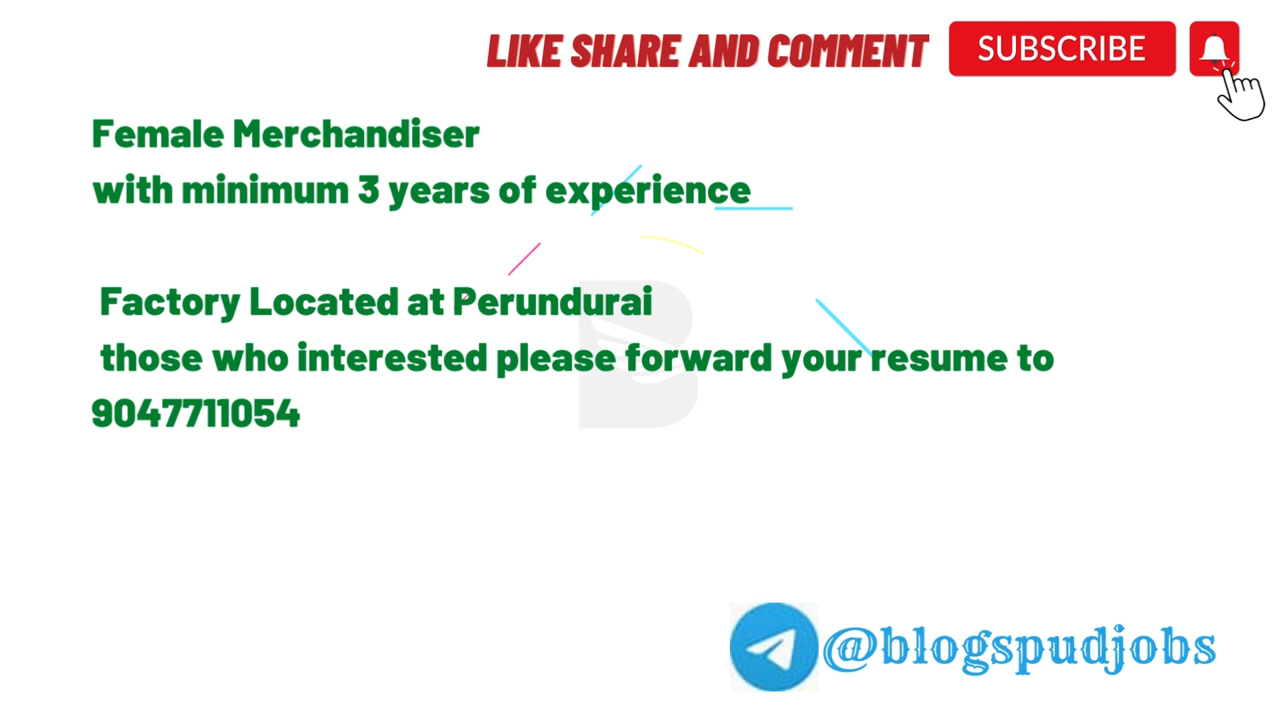 LIKE SHARE AND COMMENT
SUBSCRIBE
Female Merchandiser
with minimum 3 years of experience
Factory Located at Perundurai
those who interested please forward your resume to
9047711054
@blogspudjobs